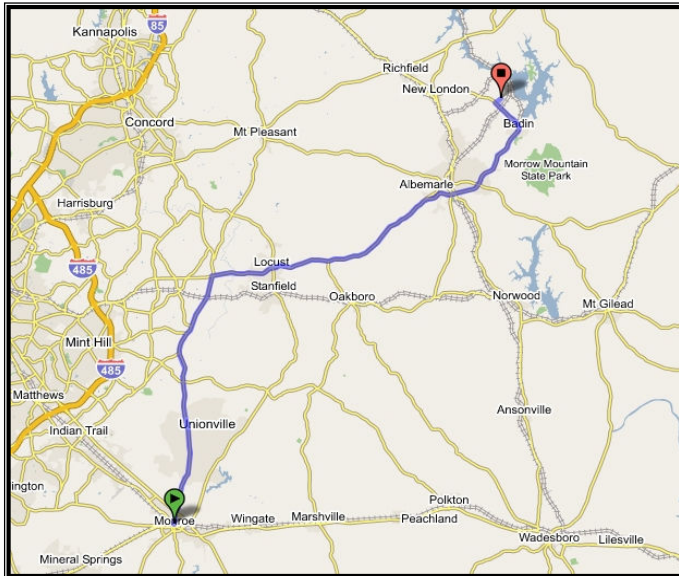 85
Kannapolis
Richfield
New London
Concord
Badin
Mt Pleasant
Morrow Mountain
State Park
Albemarle
Harrisburg
485
Locust
Stanfield
Oakboro
Norwood
Mt Gilead
Mint Hill
485
Matthews
Ansonville
Unionville
Indian Trail
ington
Polkton
Monroe
Wingate
Marshville
Peachland
Wadesboro
Lilesville
Mineral Springs